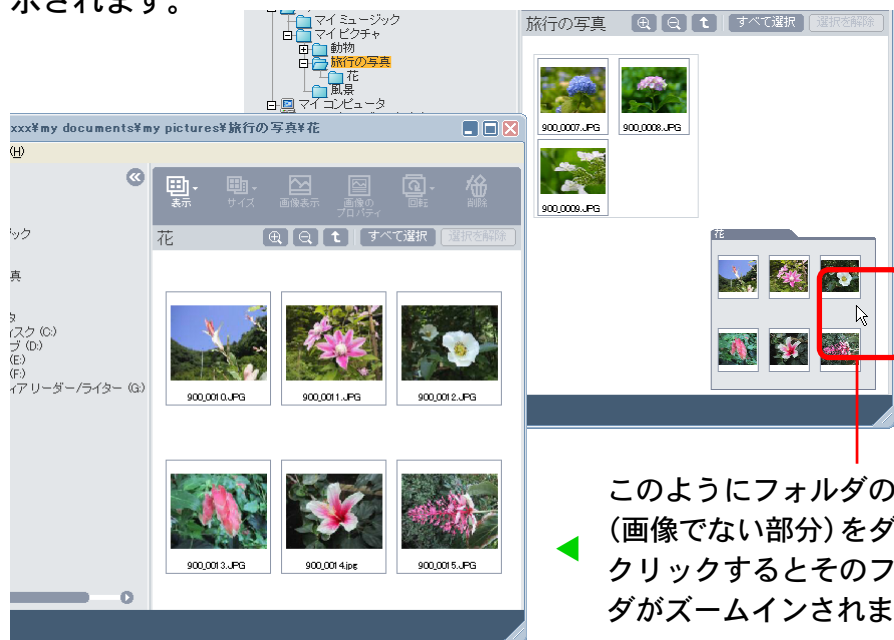 示されます。
マイ ミュージック
マイ ピクチャ
動物
旅行の写真
花
風景
マイ コンピュータ
旅行の写真
すべて選択
選択を解除
900_0007.JPG
900_0008.JPG
900_0009.JPG
花
xxx¥my documents¥my pictures¥旅行の写真¥花
(H)
ック
真
タ
ィスク (C:)
ブ (D:)
(E:)
(F:)
ィア リーダー/ライター (G:)
表示
サイズ
画像表示
画像の
プロパティ
回転
削除
花
すべて選択
選択を解除
900_0010.JPG
900_0011.JPG
900_0012.JPG
900_0013.JPG
900_0014.jpg
900_0015.JPG
このようにフォルダの
(画像でない部分)をダ
クリックするとそのフ
ダがズームインされま